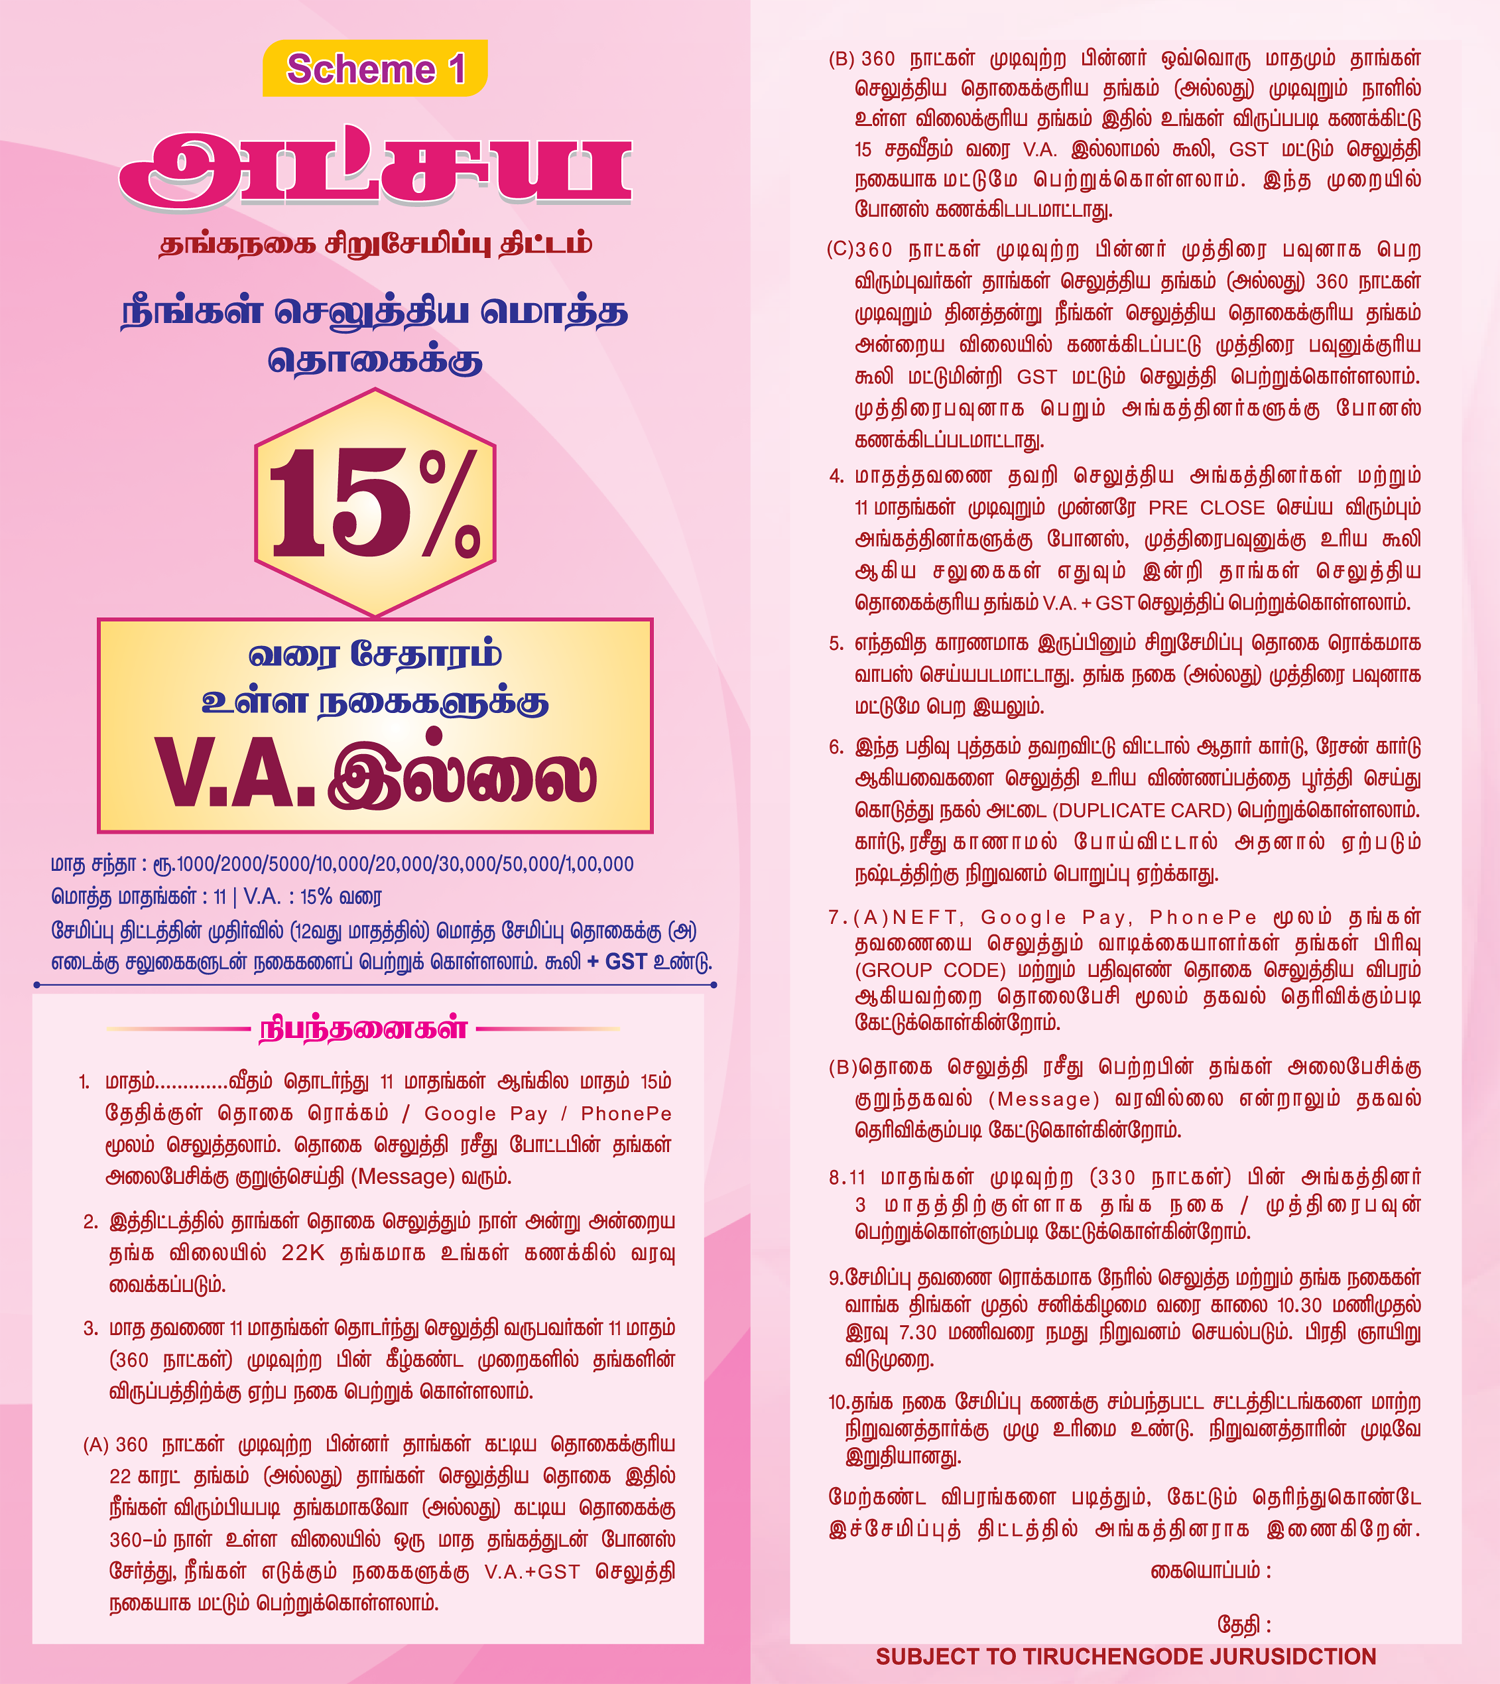 Scheme 1
அட்சய
தங்கநகை சிறுசேமிப்பு திட்டம்
நீங்கள் செலுத்திய மொத்த
தொகைக்கு
15%
வரை சேதாரம்
உள்ள நகைகளுக்கு
V.A. இல்லை
மாத சந்தா : ரூ.1000/2000/5000/10,000/20,000/30,000/50,000/1,00,000
மொத்த மாதங்கள் : 11 | V.A. : 15% வரை
சேமிப்பு திட்டத்தின் முதிர்வில் (12வது மாதத்தில்) மொத்த சேமிப்பு தொகைக்கு (அ)
எடைக்கு சலுகைகளுடன் நகைகளைப் பெற்றுக் கொள்ளலாம். கூலி + GST உண்டு.
நிபந்தனைகள்
1. மாதம்.............வீதம் தொடர்ந்து 11 மாதங்கள் ஆங்கில மாதம் 15ம்
தேதிக்குள் தொகை ரொக்கம் / Google Pay / PhonePe
மூலம் செலுத்தலாம். தொகை செலுத்தி ரசீது போட்டபின் தங்கள்
அலைபேசிக்கு குறுஞ்செய்தி (Message) வரும்.
2. இத்திட்டத்தில் தாங்கள் தொகை செலுத்தும் நாள் அன்று அன்றைய
தங்க விலையில் 22K தங்கமாக உங்கள் கணக்கில் வரவு
வைக்கப்படும்.
3. மாத தவணை 11 மாதங்கள் தொடர்ந்து செலுத்தி வருபவர்கள் 11 மாதம்
(360 நாட்கள்) முடிவுற்ற பின் கீழ்கண்ட முறைகளில் தங்களின்
விருப்பத்திற்க்கு ஏற்ப நகை பெற்றுக் கொள்ளலாம்.
(A) 360 நாட்கள் முடிவுற்ற பின்னர் தாங்கள் கட்டிய தொகைக்குரிய
22 காரட் தங்கம் (அல்லது) தாங்கள் செலுத்திய தொகை இதில்
நீங்கள் விரும்பியபடி தங்கமாகவோ (அல்லது) கட்டிய தொகைக்கு
360-ம் நாள் உள்ள விலையில் ஒரு மாத தங்கத்துடன் போனஸ்
சேர்த்து, நீங்கள் எடுக்கும் நகைகளுக்கு V.A.+GST செலுத்தி
நகையாக மட்டும் பெற்றுக்கொள்ளலாம்.
(B) 360 நாட்கள் முடிவுற்ற பின்னர் ஒவ்வொரு மாதமும் தாங்கள்
செலுத்திய தொகைக்குரிய தங்கம் (அல்லது) முடிவுறும் நாளில்
உள்ள விலைக்குரிய தங்கம் இதில் உங்கள் விருப்பபடி கணக்கிட்டு
15 சதவீதம் வரை V.A. இல்லாமல் கூலி, GST மட்டும் செலுத்தி
நகையாக மட்டுமே பெற்றுக்கொள்ளலாம். இந்த முறையில்
போனஸ் கணக்கிடபடமாட்டாது.
(C)360 நாட்கள் முடிவுற்ற பின்னர் முத்திரை பவுனாக பெற
விரும்புவர்கள் தாங்கள் செலுத்திய தங்கம் (அல்லது) 360 நாட்கள்
முடிவுறும் தினத்தன்று நீங்கள் செலுத்திய தொகைக்குரிய தங்கம்
அன்றைய விலையில் கணக்கிடப்பட்டு முத்திரை பவுனுக்குரிய
கூலி மட்டுமின்றி GST மட்டும் செலுத்தி பெற்றுக்கொள்ளலாம்.
முத்திரைபவுனாக பெறும் அங்கத்தினர்களுக்கு போனஸ்
கணக்கிடப்படமாட்டாது.
4. மாதத்தவணை தவறி செலுத்திய அங்கத்தினர்கள் மற்றும்
11 மாதங்கள் முடிவுறும் முன்னரே PRE CLOSE செய்ய விரும்பும்
அங்கத்தினர்களுக்கு போனஸ், முத்திரைபவுனுக்கு உரிய கூலி
ஆகிய சலுகைகள் எதுவும் இன்றி தாங்கள் செலுத்திய
தொகைக்குரிய தங்கம் V.A. + GST செலுத்திப் பெற்றுக்கொள்ளலாம்.
5. எந்தவித காரணமாக இருப்பினும் சிறுசேமிப்பு தொகை ரொக்கமாக
வாபஸ் செய்யபடமாட்டாது. தங்க நகை (அல்லது) முத்திரை பவுனாக
மட்டுமே பெற இயலும்.
6. இந்த பதிவு புத்தகம் தவறவிட்டு விட்டால் ஆதார் கார்டு, ரேசன் கார்டு
ஆகியவைகளை செலுத்தி உரிய விண்ணப்பத்தை பூர்த்தி செய்து
கொடுத்து நகல் அட்டை (DUPLICATE CARD) பெற்றுக்கொள்ளலாம்.
கார்டு, ரசீது காணாமல் போய்விட்டால் அதனால் ஏற்படும்
நஷ்டத்திற்கு நிறுவனம் பொறுப்பு ஏற்க்காது.
7. (A)NEFT, Google Pay, PhonePe மூலம் தங்கள்
தவணையை செலுத்தும் வாடிக்கையாளர்கள் தங்கள் பிரிவு
(GROUP CODE) மற்றும் பதிவுஎண் தொகை செலுத்திய விபரம்
ஆகியவற்றை தொலைபேசி மூலம் தகவல் தெரிவிக்கும்படி
கேட்டுக்கொள்கின்றோம்.
(B)தொகை செலுத்தி ரசீது பெற்றபின் தங்கள் அலைபேசிக்கு
குறுந்தகவல் (Message) வரவில்லை என்றாலும் தகவல்
தெரிவிக்கும்படி கேட்டுகொள்கின்றோம்.
8.11 மாதங்கள் முடிவுற்ற (330 நாட்கள்) பின் அங்கத்தினர்
3 மாதத்திற்குள்ளாக தங்க நகை / முத்திரைபவுன்
பெற்றுக்கொள்ளும்படி கேட்டுக்கொள்கின்றோம்.
9.சேமிப்பு தவணை ரொக்கமாக நேரில் செலுத்த மற்றும் தங்க நகைகள்
வாங்க திங்கள் முதல் சனிக்கிழமை வரை காலை 10.30 மணிமுதல்
இரவு 7.30 மணிவரை நமது நிறுவனம் செயல்படும். பிரதி ஞாயிறு
விடுமுறை.
10.தங்க நகை சேமிப்பு கணக்கு சம்பந்தபட்ட சட்டத்திட்டங்களை மாற்ற
நிறுவனத்தார்க்கு முழு உரிமை உண்டு. நிறுவனத்தாரின் முடிவே
இறுதியானது.
மேற்கண்ட விபரங்களை படித்தும், கேட்டும் தெரிந்துகொண்டே
இச்சேமிப்புத் திட்டத்தில் அங்கத்தினராக இணைகிறேன்.
கையொப்பம் :
தேதி :
SUBJECT TO TIRUCHENGODE JURUSIDCTION